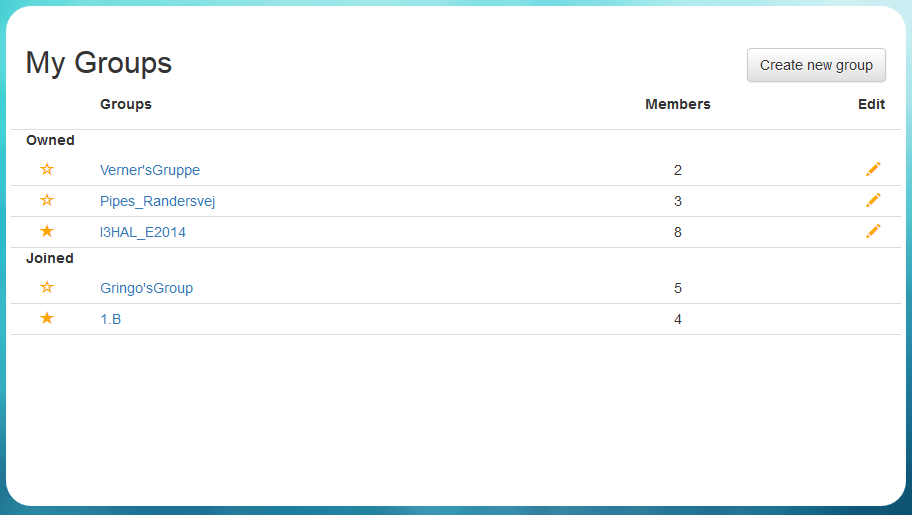 My Groups
Create new group
Groups Members Edit
Owned
Verner'sGruppe 2
Pipes_Randersvej 3
I3HAL_E2014 8
Joined
Gringo'sGroup 5
1.B 4